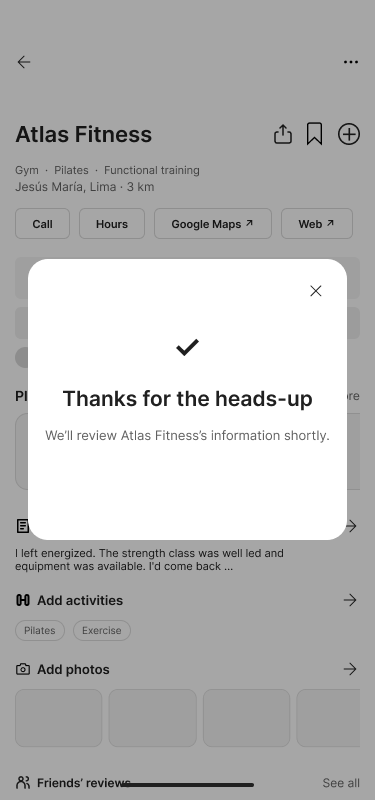 Atlas Fitness
Gym · Pilates · Functional training
Jesús María, Lima · 3 km
Call
Hours
Google Maps ↗
Web ↗
Thanks for the heads-up
We’ll review Atlas Fitness’s information shortly.
I left energized. The strength class was well led and
equipment was available. I'd come back ...
Add activities
Pilates
Exercise
Add photos
Friends’ reviews
See all